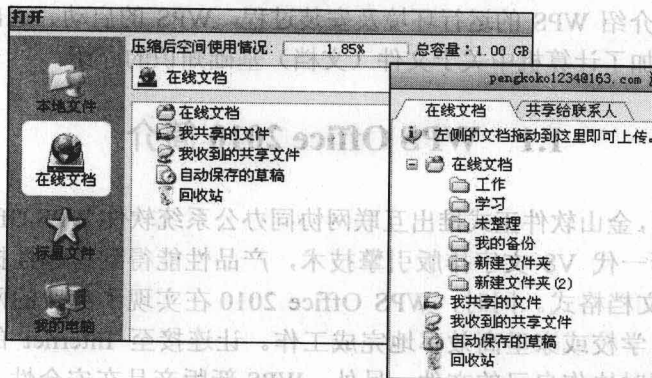 打开
压缩后空间使用情况：
1.85%
总容量：1.00 GB
在线文档
本地文件
在线文档
标星文件
我的电脑
在线文档
我共享的文件
我收到的共享文件
自动保存的草稿
回收站
pengkoko1234@163.com
在线文档
共享给联系人
左侧的文档拖动到这里即可上传。
在线文档
工作
学习
未整理
我的备份
新建文件夹
新建文件夹(2)
我共享的文件
我收到的共享文件
自动保存的草稿
回收站